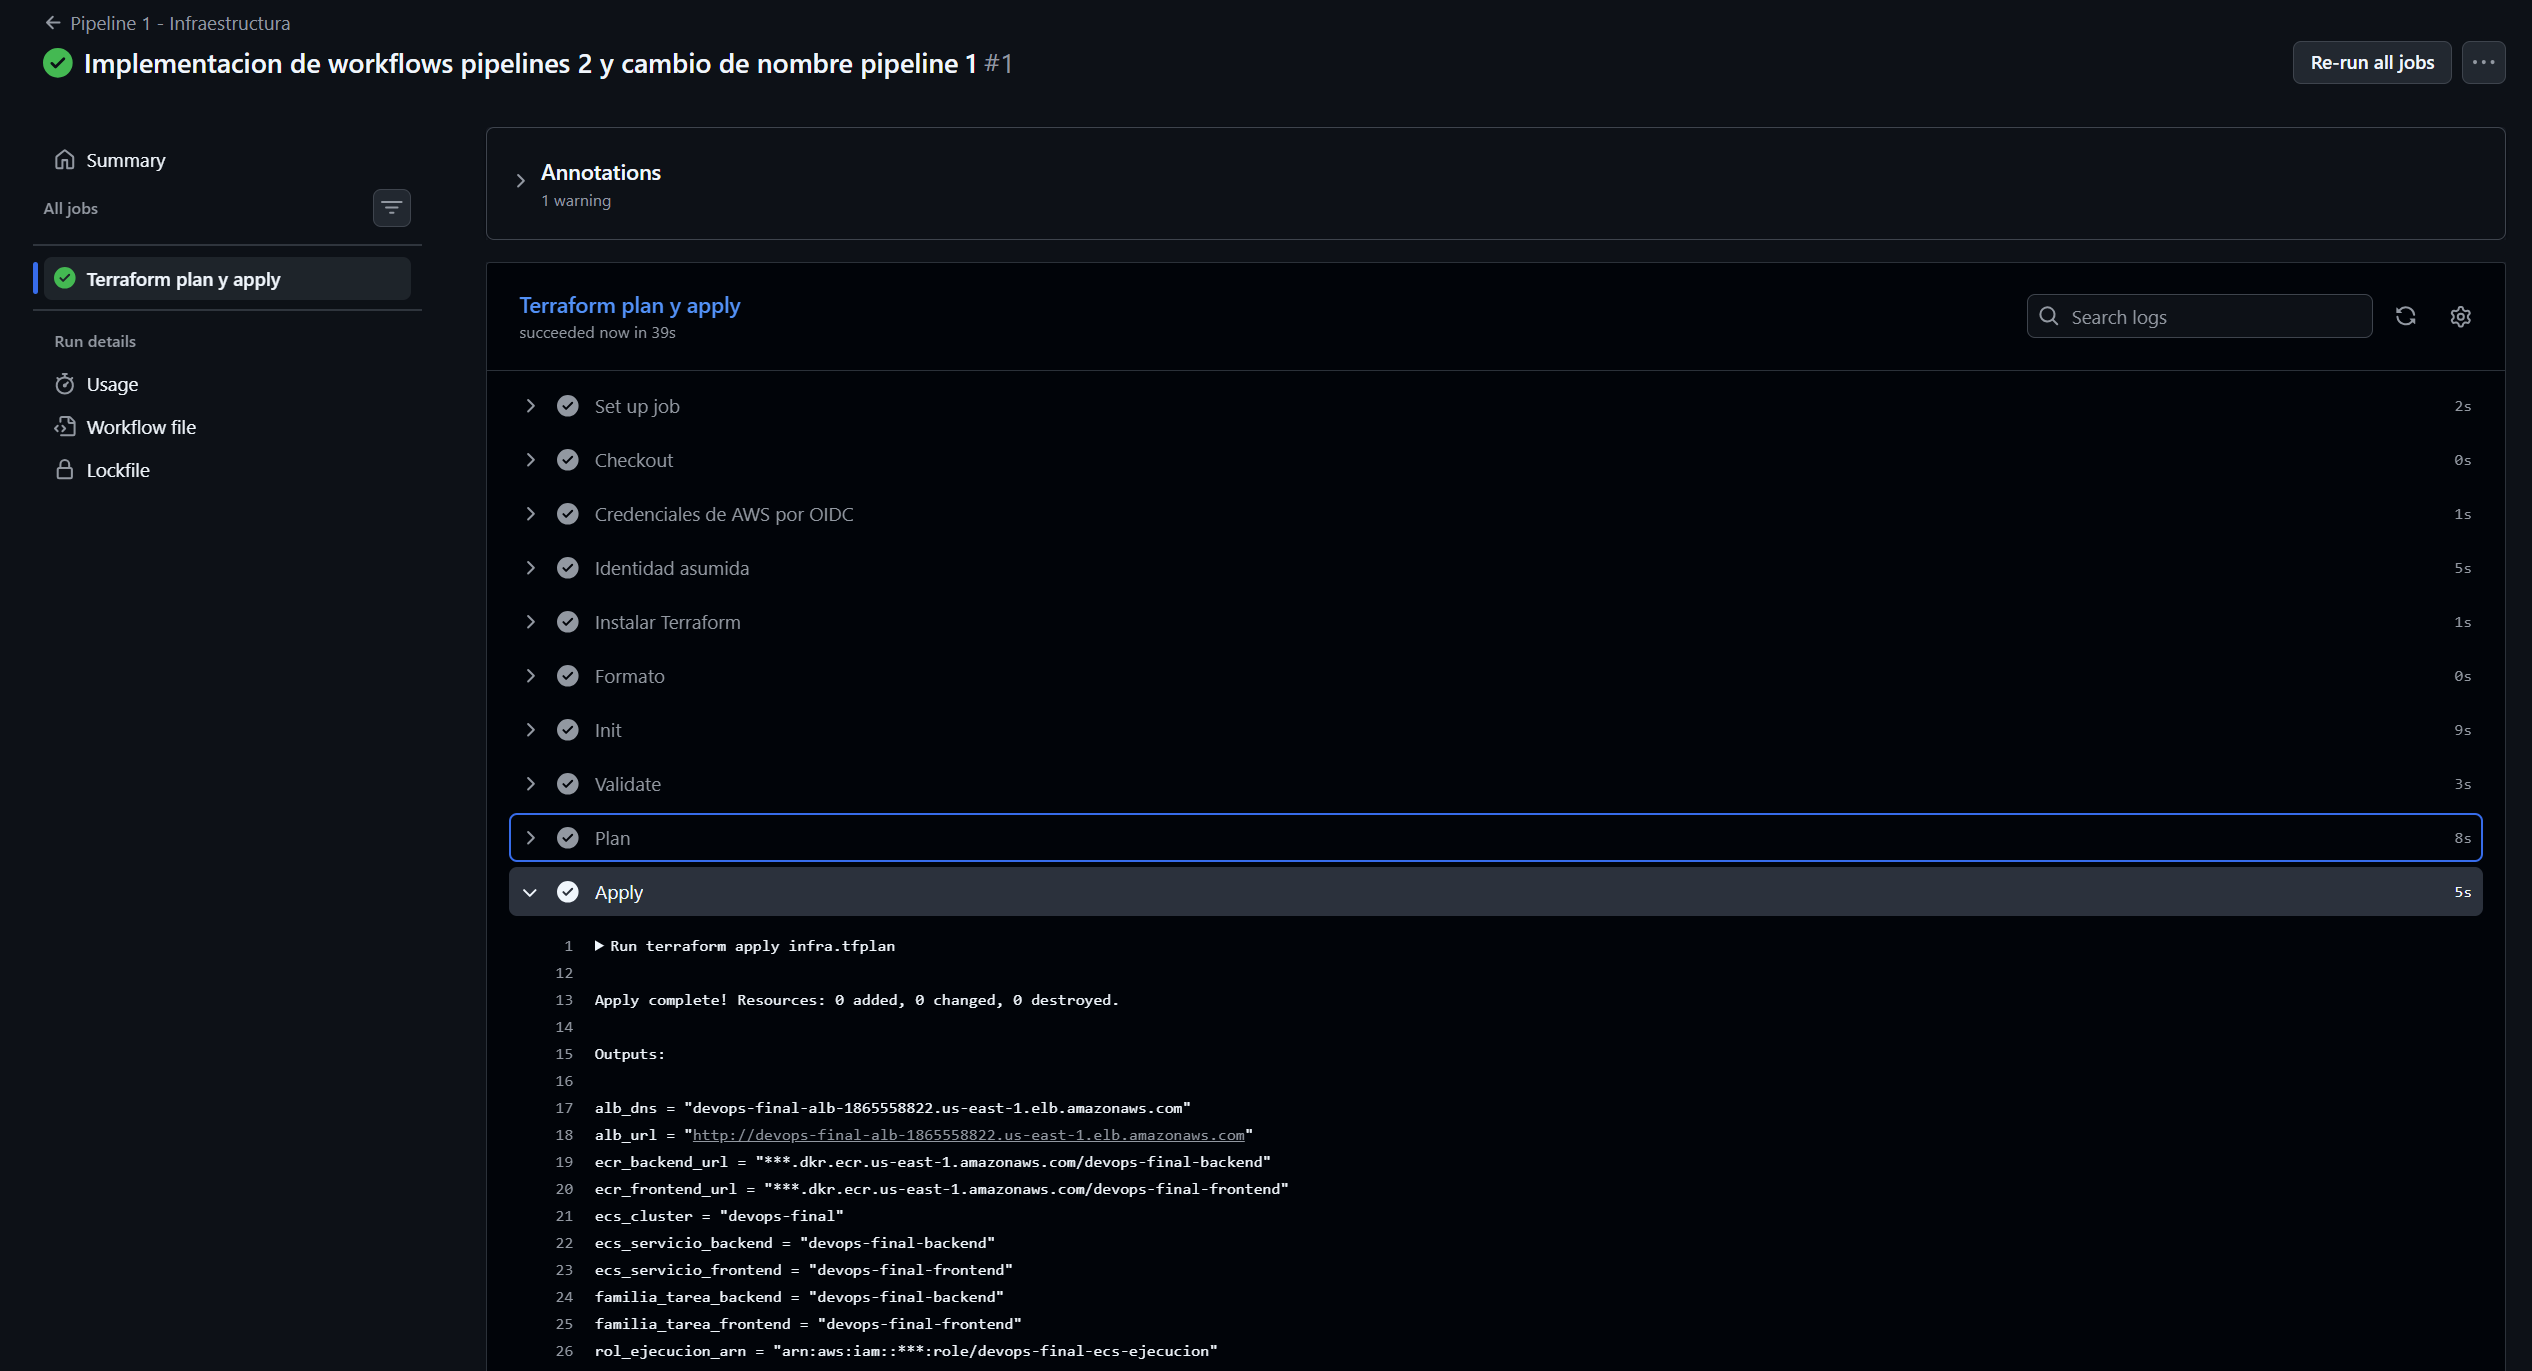 Pipeline 1 - Infraestructura
Implementacion de workflows pipelines 2 y cambio de nombre pipeline 1 #1
Re-run all jobs
Summary
All jobs
Terraform plan y apply
Run details
Usage
Workflow file
Lockfile
Annotations
1 warning
Terraform plan y apply
succeeded now in 39s
Search logs
Set up job 2s
Checkout 0s
Credenciales de AWS por OIDC 1s
Identidad asumida 5s
Instalar Terraform 1s
Formato 0s
Init 9s
Validate 3s
Plan 8s
Apply 5s
1 Run terraform apply infra.tfplan
12
13 Apply complete! Resources: 0 added, 0 changed, 0 destroyed.
14
15 Outputs:
16
17 alb_dns = "devops-final-alb-1865558822.us-east-1.elb.amazonaws.com"
18 alb_url = "http://devops-final-alb-1865558822.us-east-1.elb.amazonaws.com"
19 ecr_backend_url = "***.dkr.ecr.us-east-1.amazonaws.com/devops-final-backend"
20 ecr_frontend_url = "***.dkr.ecr.us-east-1.amazonaws.com/devops-final-frontend"
21 ecs_cluster = "devops-final"
22 ecs_servicio_backend = "devops-final-backend"
23 ecs_servicio_frontend = "devops-final-frontend"
24 familia_tarea_backend = "devops-final-backend"
25 familia_tarea_frontend = "devops-final-frontend"
26 rol_ejecucion_arn = "arn:aws:iam::***:role/devops-final-ecs-ejecucion"